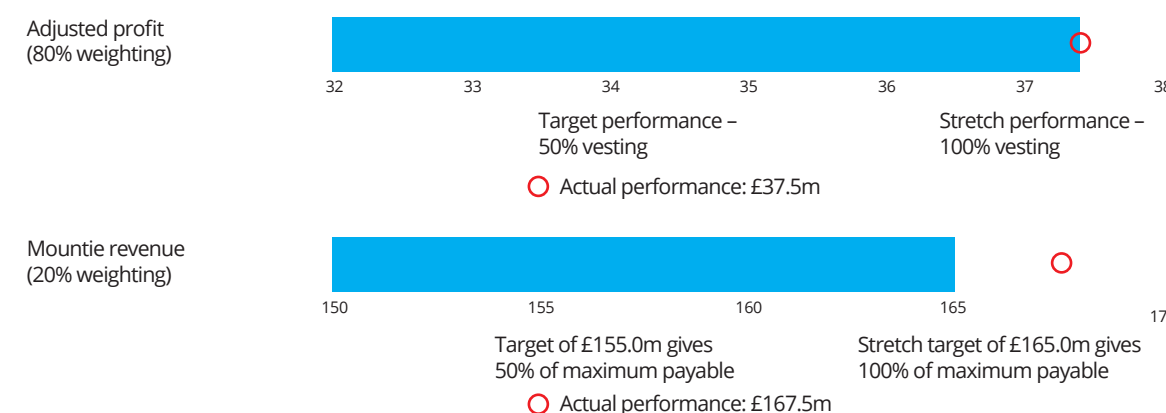 Adjusted profit
(80% weighting)
32 33 34 35 36 37 38
Target performance –
50% vesting
Stretch performance –
100% vesting
Actual performance: £37.5m
Mountie revenue
(20% weighting)
150 155 160 165 17
Target of £155.0m gives
50% of maximum payable
Stretch target of £165.0m gives
100% of maximum payable
Actual performance: £167.5m